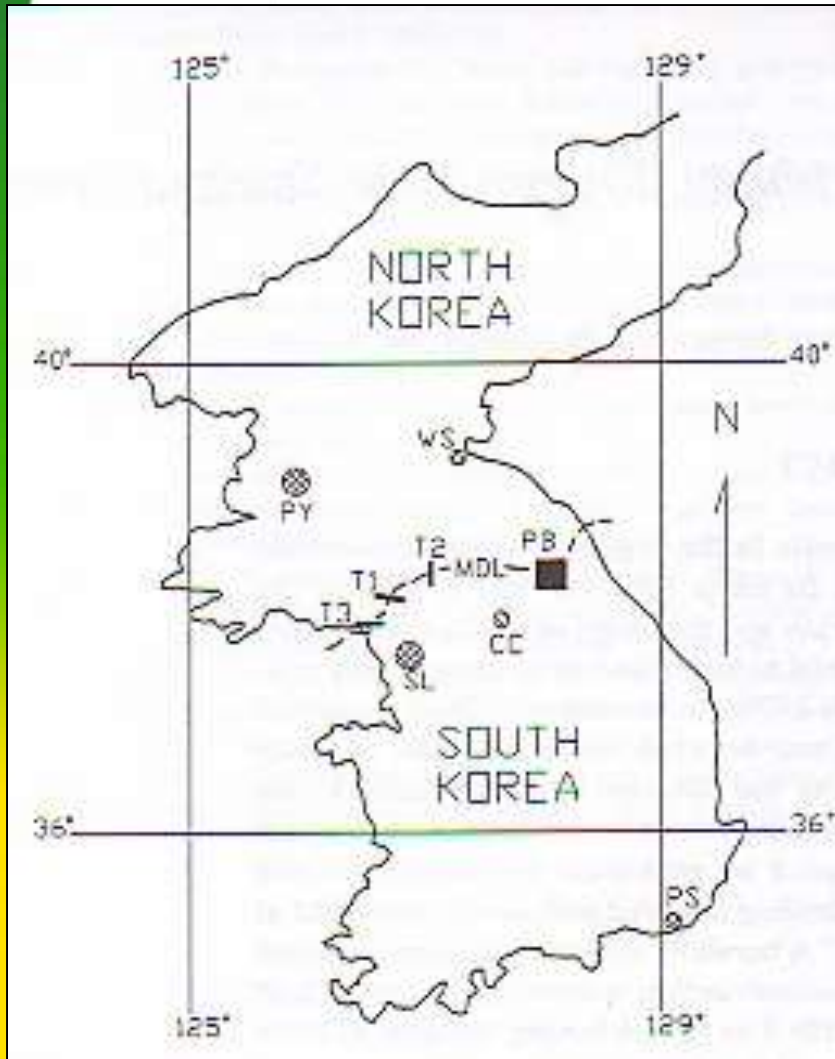 125° 129°
NORTH
KOREA
40° 40°
N
WS
PY
T2 PB
MDL
T1
T3
CC
SL
SOUTH
KOREA
36° 36°
PS
125° 129°